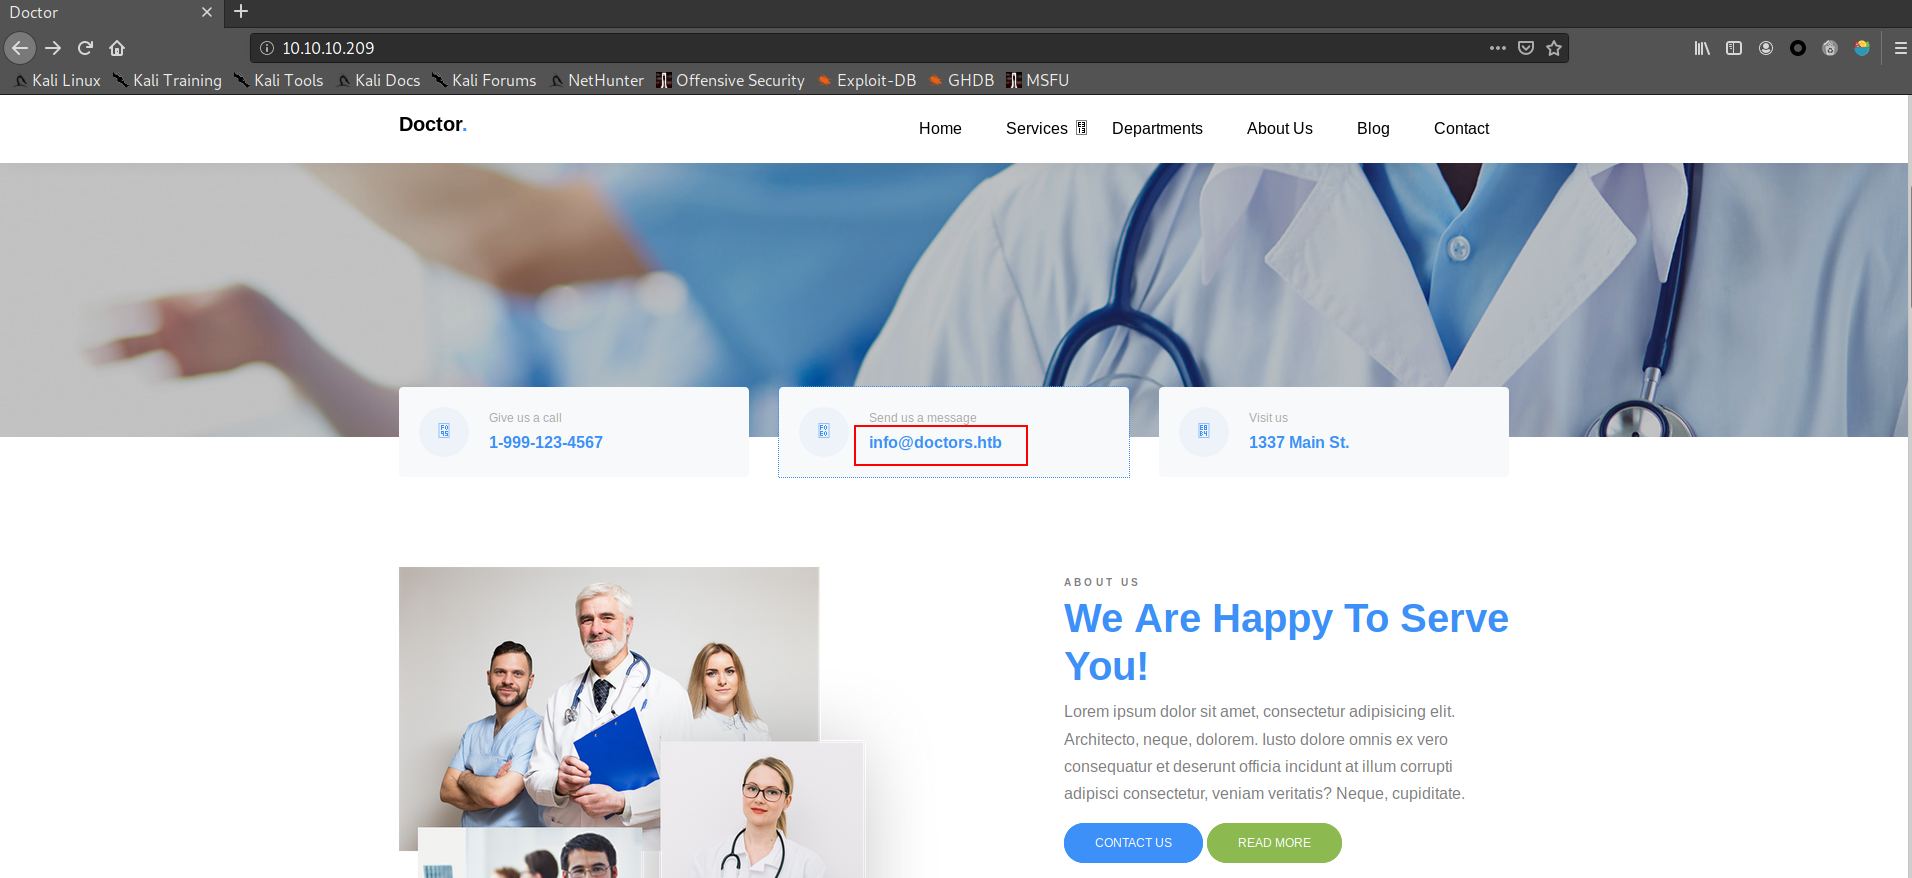 Doctor
10.10.10.209
Kali Linux Kali Training Kali Tools Kali Docs Kali Forums NetHunter Offensive Security Exploit-DB GHDB MSFU
Doctor.
Home Services Departments About Us Blog Contact
Give us a call
1-999-123-4567
Send us a message
info@doctors.htb
Visit us
1337 Main St.
ABOUT US
We Are Happy To Serve
You!
Lorem ipsum dolor sit amet, consectetur adipisicing elit.
Architecto, neque, dolorem. Iusto dolore omnis ex vero
consequatur et deserunt officia incidunt at illum corrupti
adipisci consectetur, veniam veritatis? Neque, cupiditate.
CONTACT US READ MORE